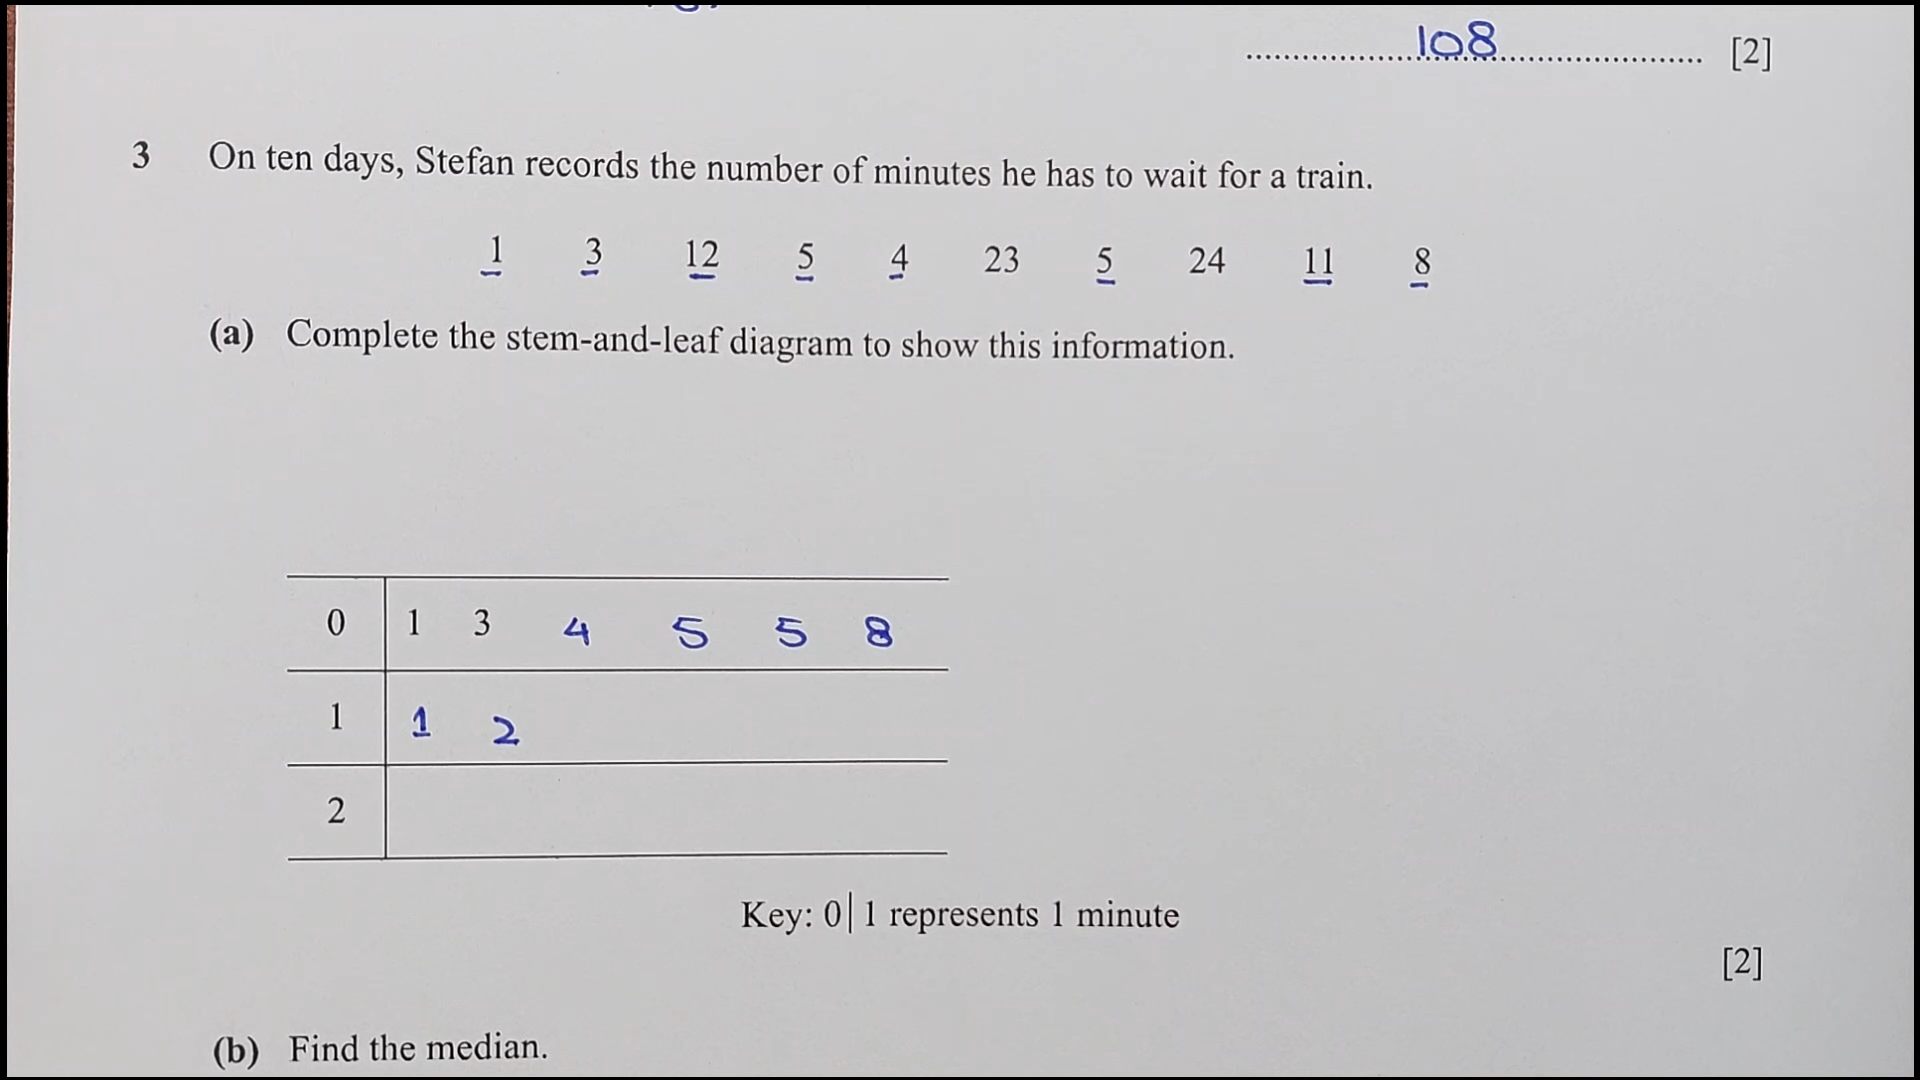 108 [2]
3 On ten days, Stefan records the number of minutes he has to wait for a train.
1 3 12 5 4 23 5 24 11 8
(a) Complete the stem-and-leaf diagram to show this information.
0 1 3 4 5 5 8
1 1 2
2
Key: 0| 1 represents 1 minute
[2]
(b) Find the median.